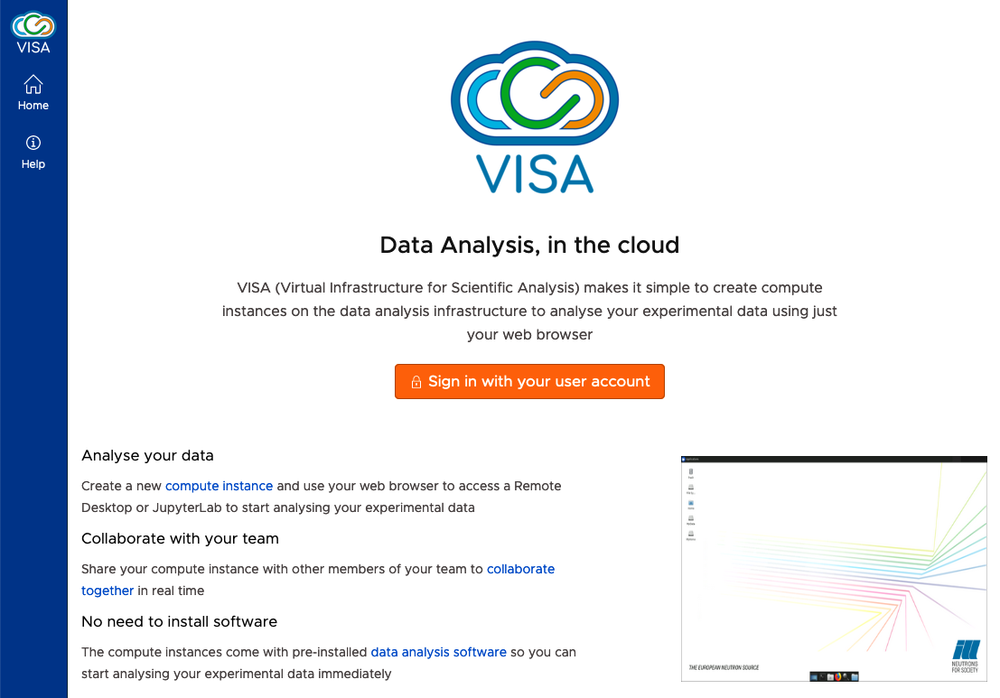 VISA
Home
Help
VISA
Data Analysis, in the cloud
VISA (Virtual Infrastructure for Scientific Analysis) makes it simple to create compute
instances on the data analysis infrastructure to analyse your experimental data using just
your web browser
Sign in with your user account
Analyse your data
Create a new compute instance and use your web browser to access a Remote
Desktop or JupyterLab to start analysing your experimental data
Collaborate with your team
Share your compute instance with other members of your team to collaborate
together in real time
No need to install software
The compute instances come with pre-installed data analysis software so you can
start analysing your experimental data immediately
THE EUROPEAN NEUTRON SOURCE
ill
NEUTRONS
FOR SOCIETY